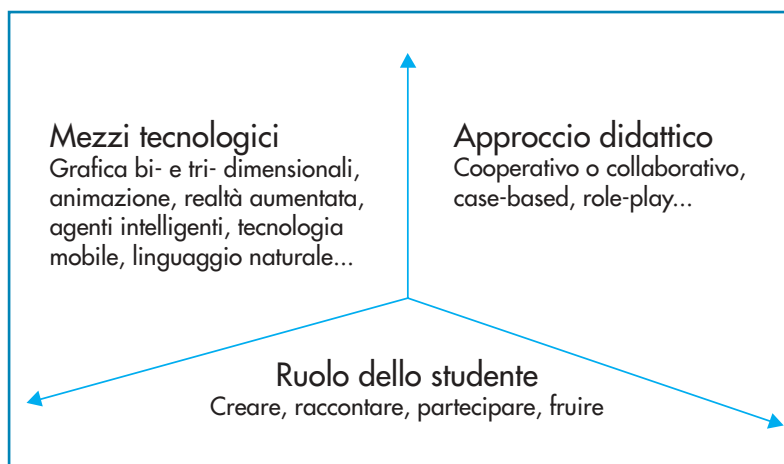 Mezzi tecnologici
Grafica bi- e tri- dimensionali,
animazione, realtà aumentata,
agenti intelligenti, tecnologia
mobile, linguaggio naturale...
Approccio didattico
Cooperativo o collaborativo,
case-based, role-play...
Ruolo dello studente
Creare, raccontare, partecipare, fruire